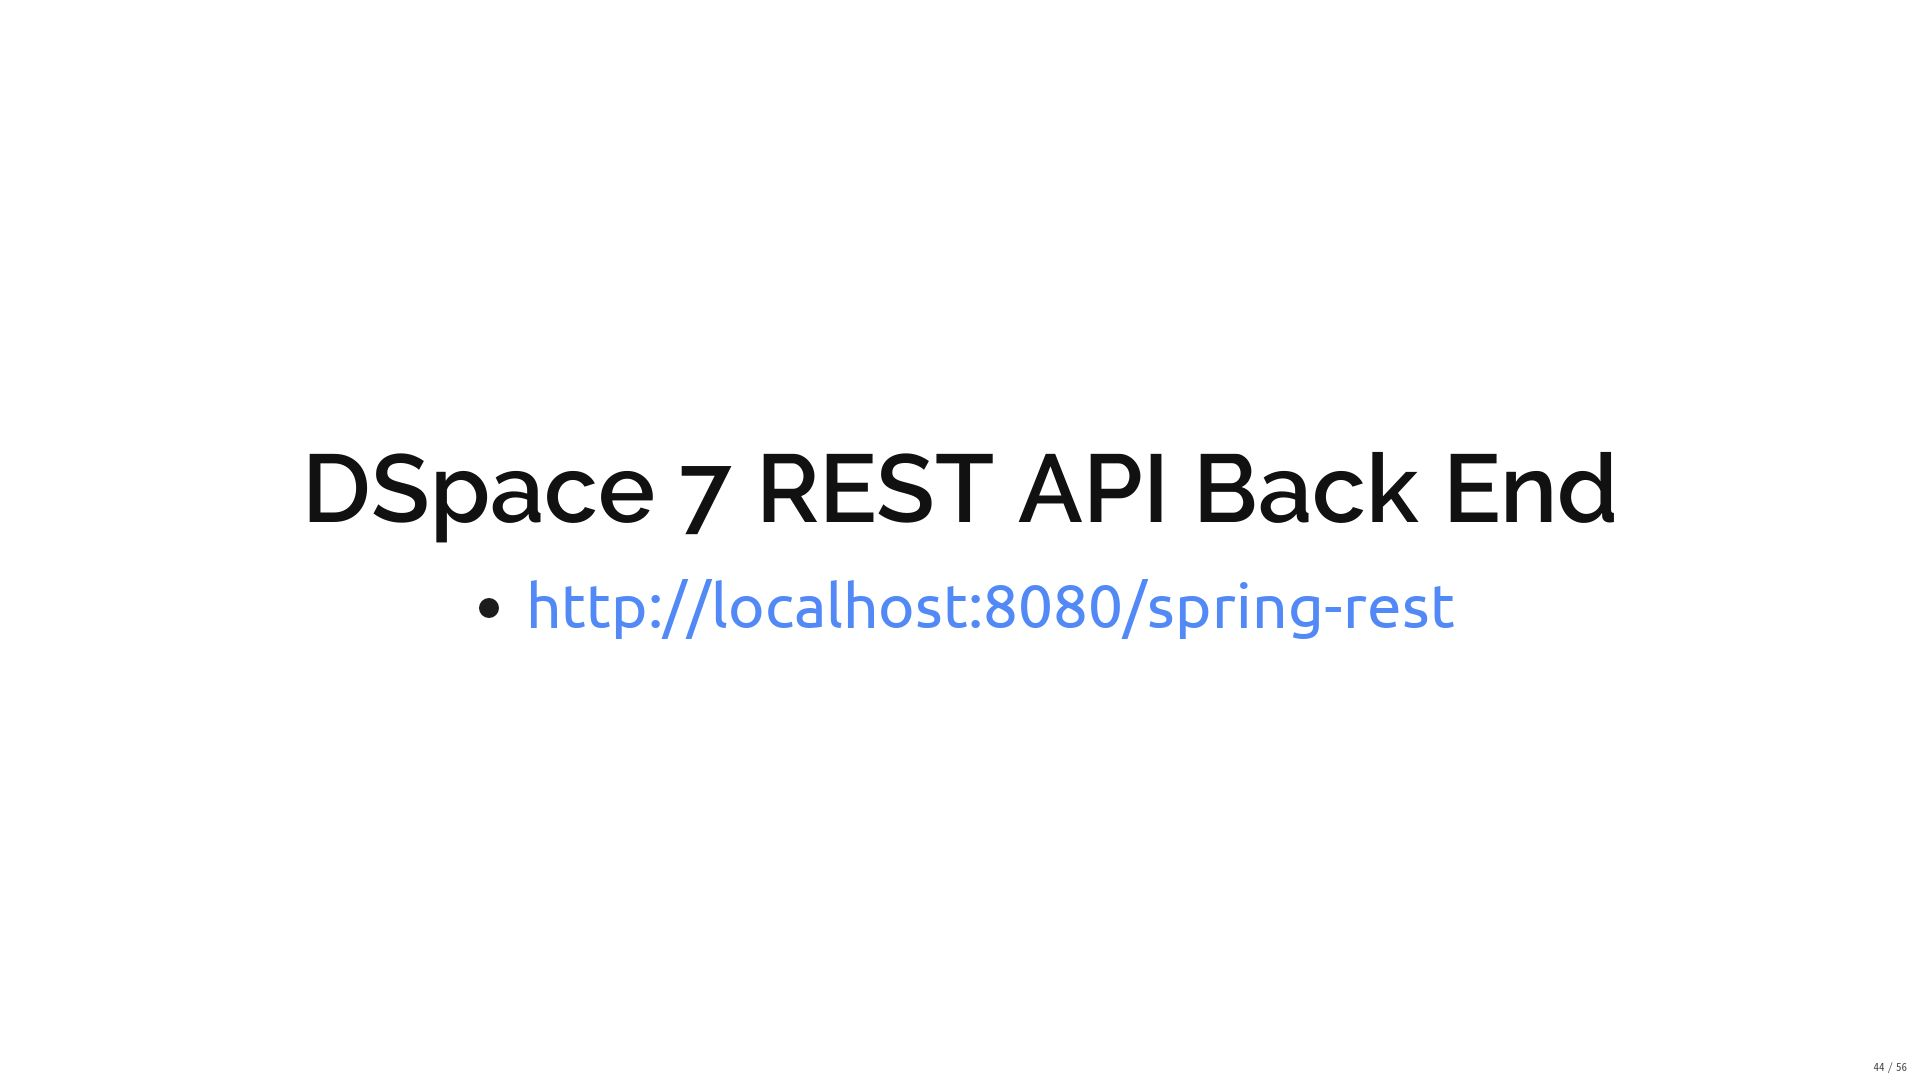 DSpace 7 REST API Back End
• http://localhost:8080/spring-rest
44 / 56